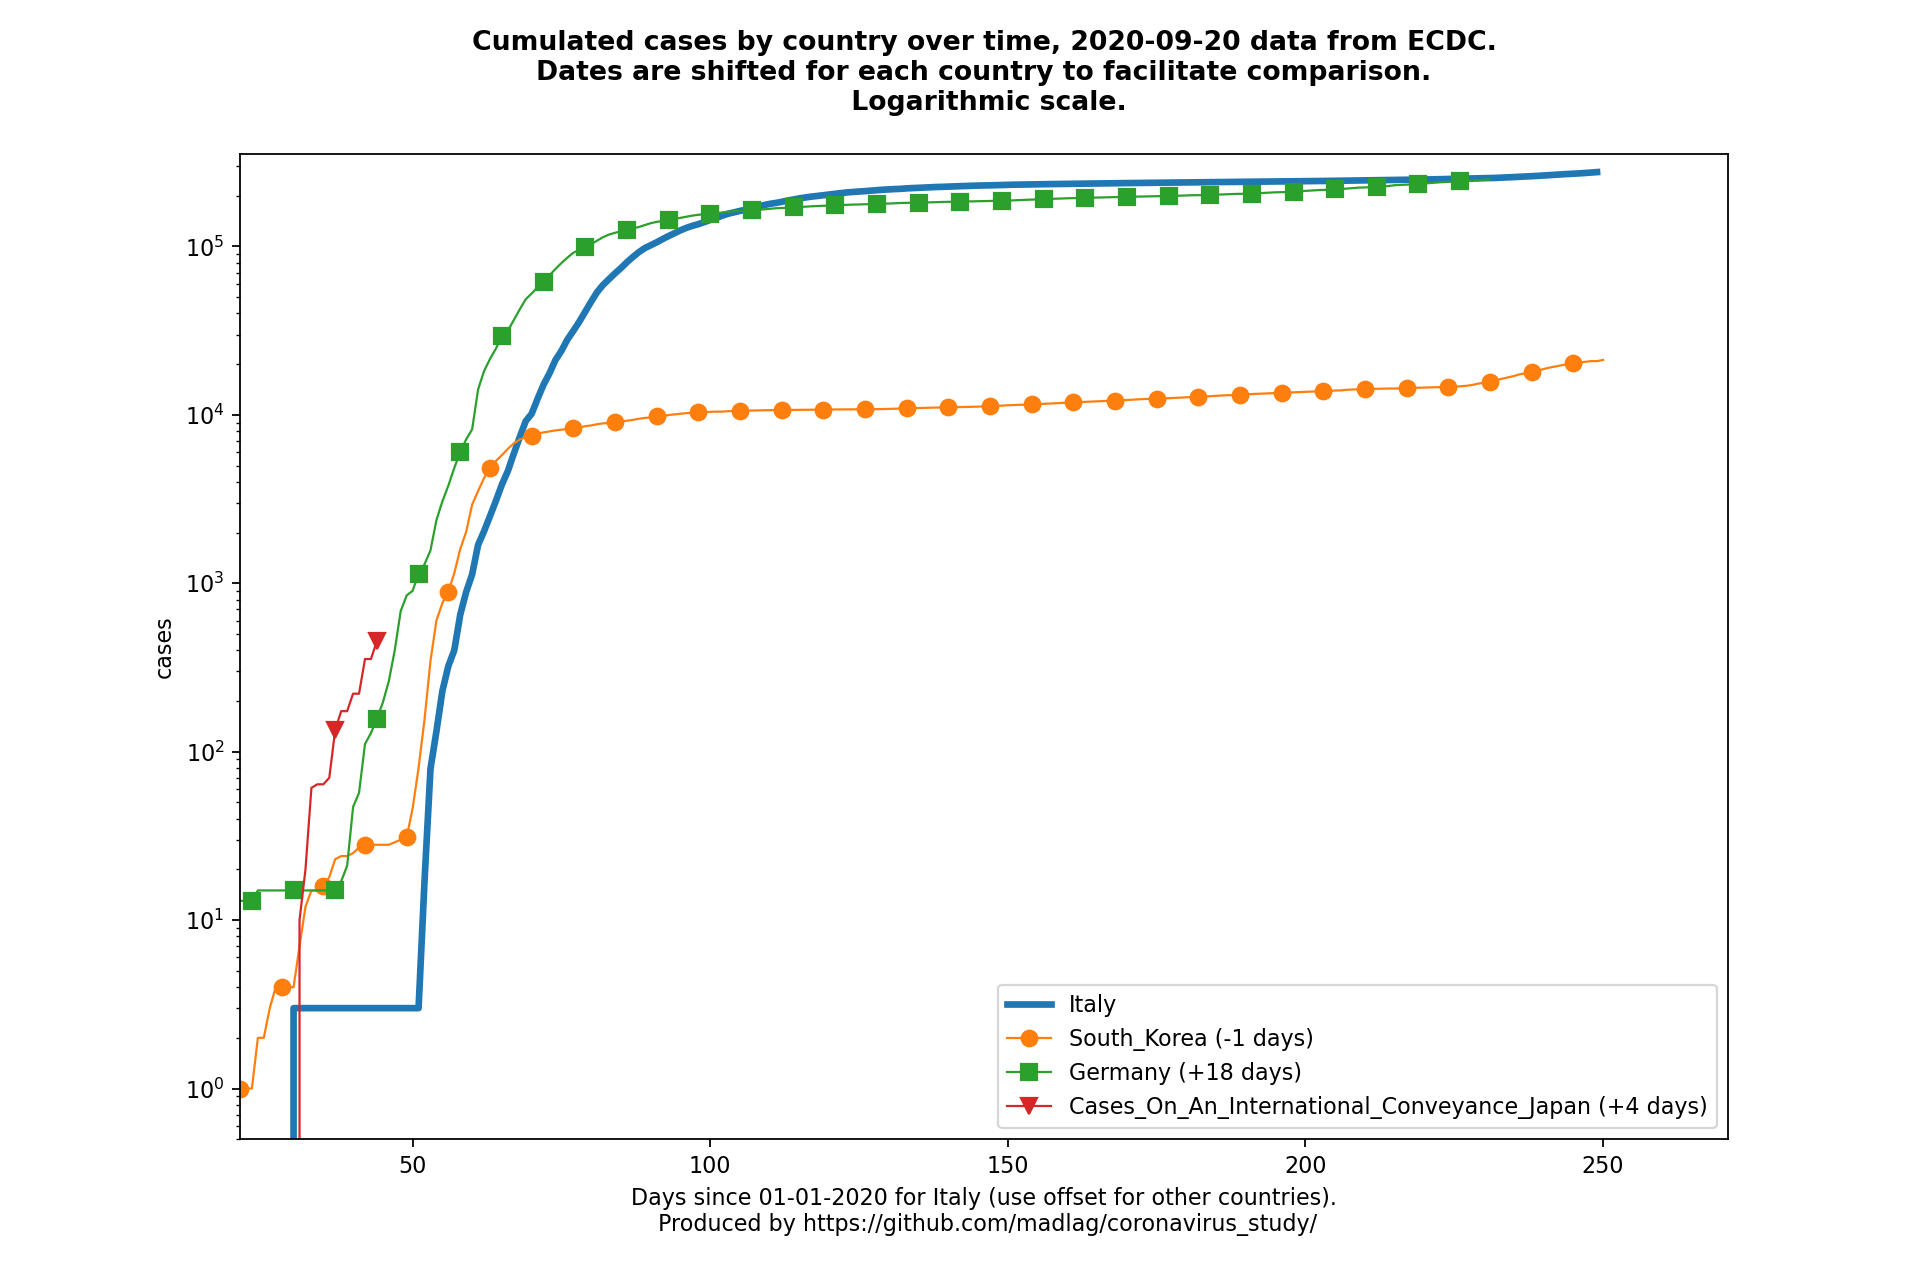 Cumulated cases by country over time, 2020-09-20 data from ECDC.
Dates are shifted for each country to facilitate comparison.
Logarithmic scale.
10^5
10^4
10^3
10^2
10^1
10^0
cases
Italy
South_Korea (-1 days)
Germany (+18 days)
Cases_On_An_International_Conveyance_Japan (+4 days)
50 100 150 200 250
Days since 01-01-2020 for Italy (use offset for other countries).
Produced by https://github.com/madlag/coronavirus_study/